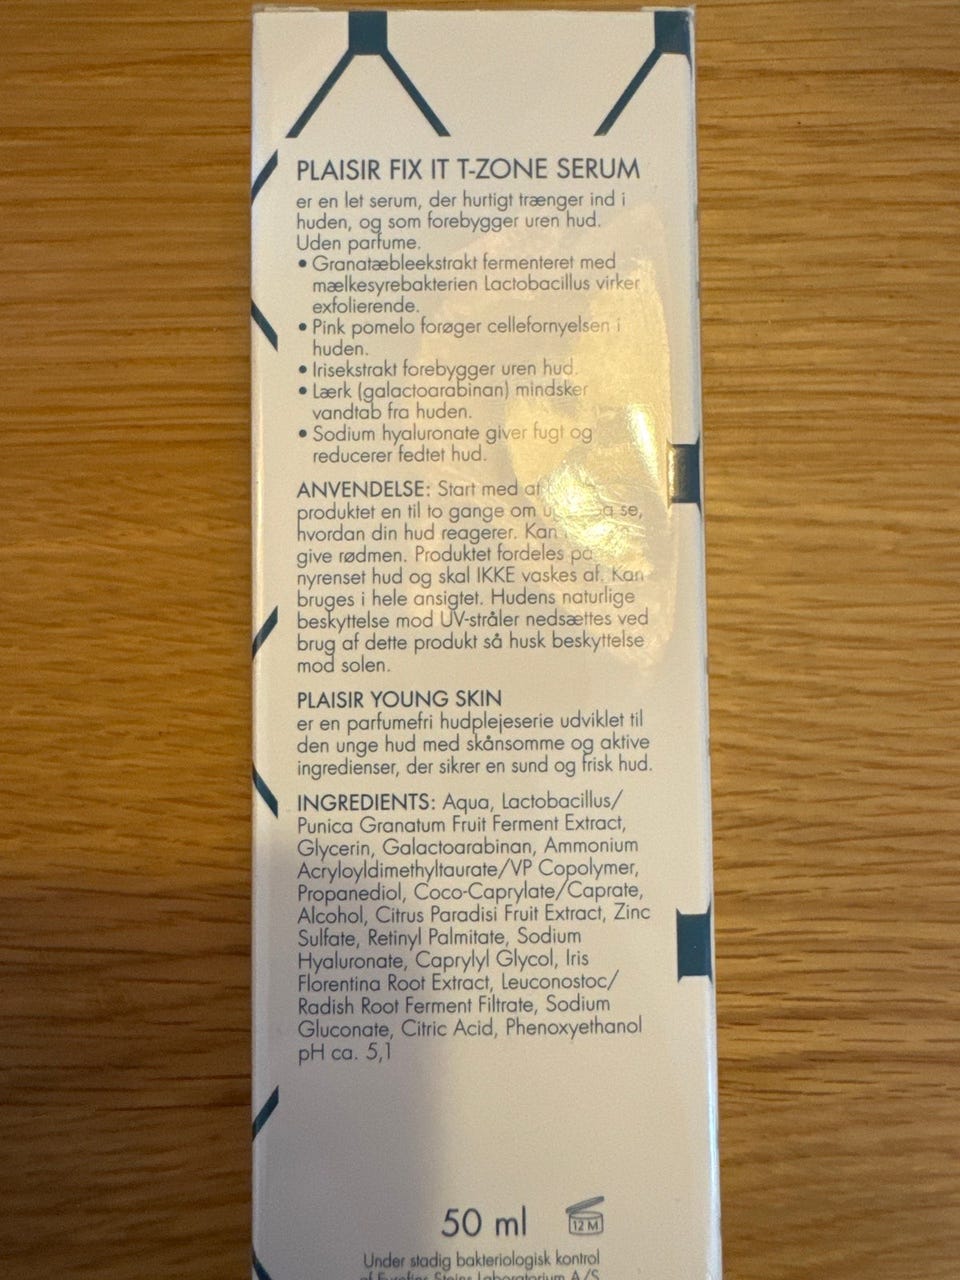 PLAISIR FIX IT T-ZONE SERUM
er en let serum, der hurtigt trænger ind i
huden, og som forebygger uren hud.
Uden parfume.
• Granatæbleekstrakt fermenteret med
mælkesyrebakterien Lactobacillus virker
exfolierende.
• Pink pomelo forøger cellefornyelsen i
huden.
• Irisekstrakt forebygger uren hud.
• Lærk (galactoarabinan) mindsker
vandtab fra huden.
• Sodium hyaluronate giver fugt og
reducerer fedtet hud.
ANVENDELSE: Start med at
produktet en til to gange om se,
hvordan din hud reagerer. Kan
give rødmen. Produktet fordeles på
nyrenset hud og skal IKKE vaskes af. Kan
bruges i hele ansigtet. Hudens naturlige
beskyttelse mod UV-stråler nedsættes ved
brug af dette produkt så husk beskyttelse
mod solen.
PLAISIR YOUNG SKIN
er en parfumefri hudplejeserie udviklet til
den unge hud med skånsomme og aktive
ingredienser, der sikrer en sund og frisk hud.
INGREDIENTS: Aqua, Lactobacillus/
Punica Granatum Fruit Ferment Extract,
Glycerin, Galactoarabinan, Ammonium
Acryloyldimethyltaurate/VP Copolymer,
Propanediol, Coco-Caprylate/Caprate,
Alcohol, Citrus Paradisi Fruit Extract, Zinc
Sulfate, Retinyl Palmitate, Sodium
Hyaluronate, Caprylyl Glycol, Iris
Florentina Root Extract, Leuconostoc/
Radish Root Ferment Filtrate, Sodium
Gluconate, Citric Acid, Phenoxyethanol
pH ca. 5,1
50 ml
12 M
Under stadig bakteriologisk kontrol
af Eurofins Steins Laboratorium A/S